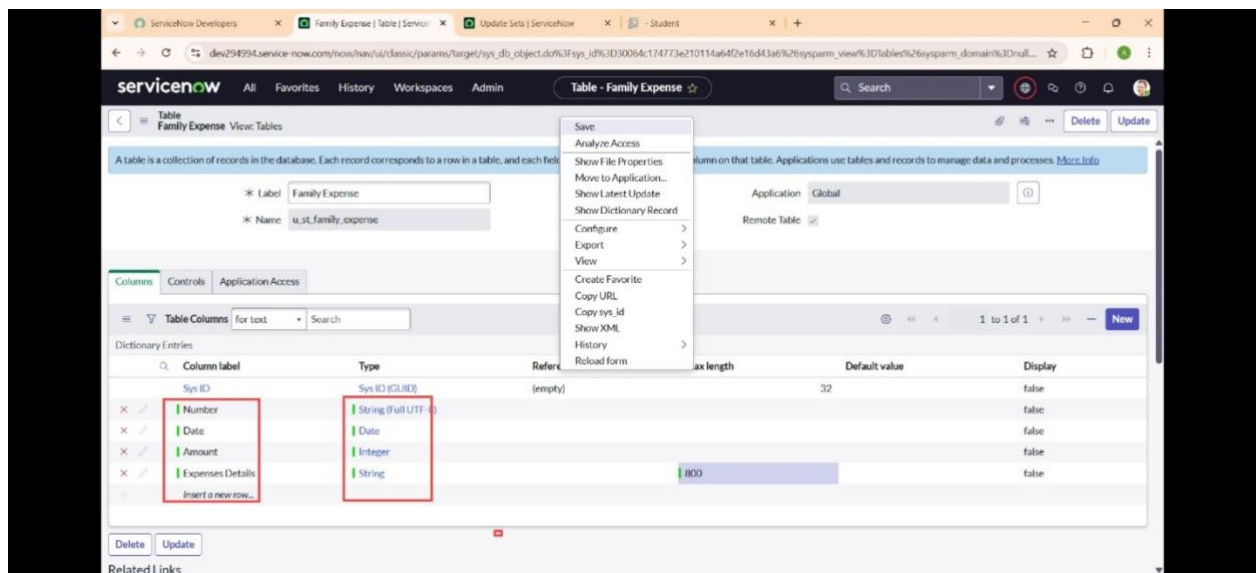 ServiceNow Developers
Family Expense | Table | Service
Update Sets | ServiceNow
- Student
dev294994.service-now.com/now/nav/ui/classic/params/target/sys_db_object.do%3Fsys_id%3D30064c174773e210114a64f2e16d43a6%26sysparm_view%3DTables%26sysparm_domain%3Dnull...
servicenow All Favorites History Workspaces Admin Table - Family Expense Search
Table
Family Expense View: Tables
Delete Update
A table is a collection of records in the database. Each record corresponds to a row in a table, and each field
olumn on that table. Applications use tables and records to manage data and processes. More Info
Label Family Expense
Application Global
Name u_st_family_expense
Remote Table
Save
Analyze Access
Show File Properties
Move to Application...
Show Latest Update
Show Dictionary Record
Configure
Export
View
Create Favorite
Copy URL
Copy sys_id
Show XML
History
Reload form
Columns Controls Application Access
Table Columns for text Search 1 to 1 of 1 New
Dictionary Entries
Column label Type Refere ax length Default value Display
Sys ID Sys ID (GUID) (empty) 32 false
Number String (Full UTF-8) false
Date Date false
Amount Integer false
Expenses Details String 800 false
Insert a new row...
Delete Update
Related Links